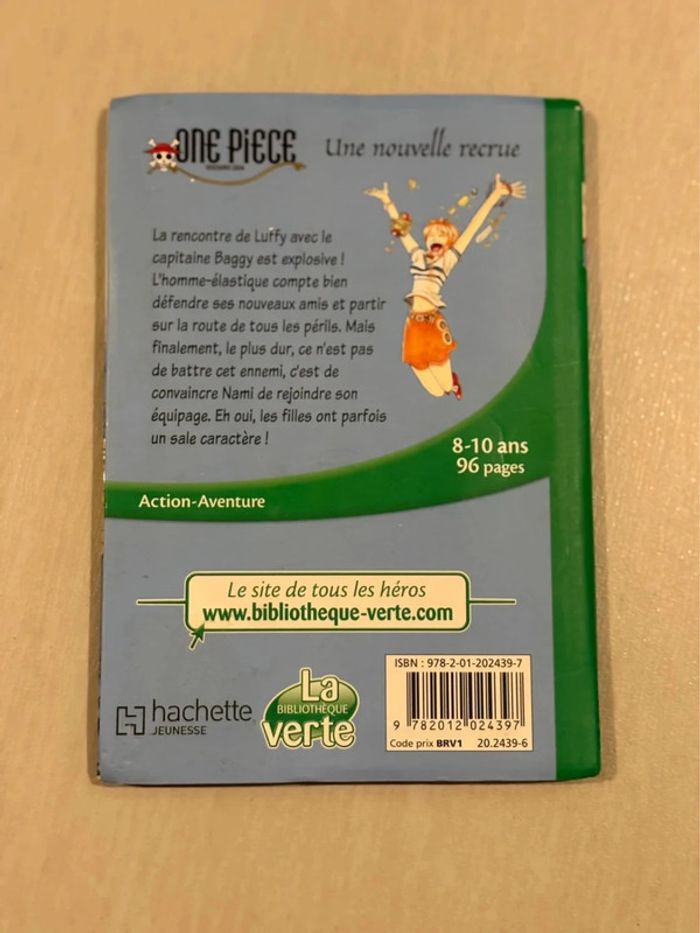 ONE PIECE
Une nouvelle recrue
La rencontre de Luffy avec le
capitaine Baggy est explosive !
L'homme-élastique compte bien
défendre ses nouveaux amis et partir
sur la route de tous les périls. Mais
finalement, le plus dur, ce n'est pas
de battre cet ennemi, c'est de
convaincre Nami de rejoindre son
équipage. Eh oui, les filles ont parfois
un sale caractère !
8-10 ans
96 pages
Action-Aventure
Le site de tous les héros
www.bibliotheque-verte.com
hachette
JEUNESSE
La
BIBLIOTHÈQUE
verte
ISBN : 978-2-01-202439-7
9 782012 024397
Code prix BRV1 20.2439-6